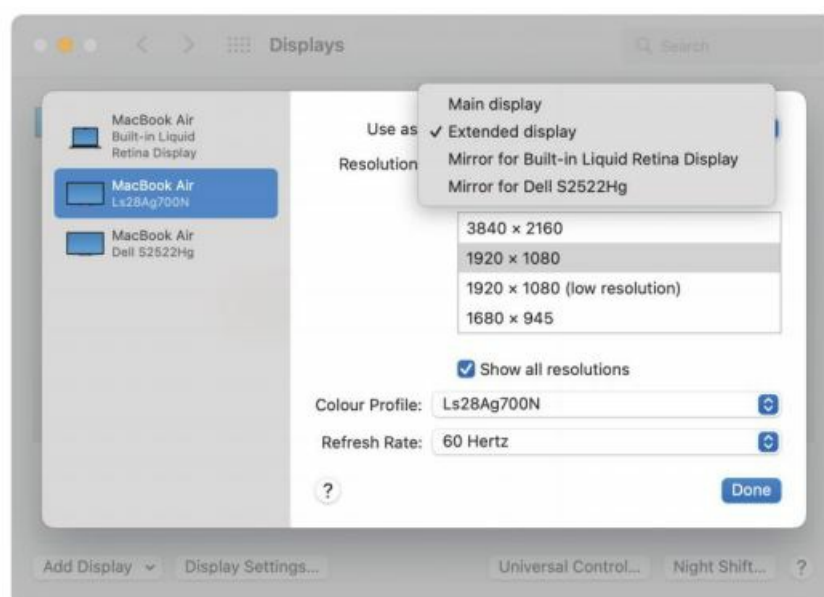 Displays
Search
MacBook Air
Built-in Liquid
Retina Display
MacBook Air
Ls28Ag700N
MacBook Air
Dell S2522Hg
Use as
Main display
✓ Extended display
Mirror for Built-in Liquid Retina Display
Mirror for Dell S2522Hg
Resolution
3840 × 2160
1920 × 1080
1920 × 1080 (low resolution)
1680 × 945
Show all resolutions
Colour Profile: Ls28Ag700N
Refresh Rate: 60 Hertz
?
Done
Add Display
Display Settings...
Universal Control...
Night Shift...
?